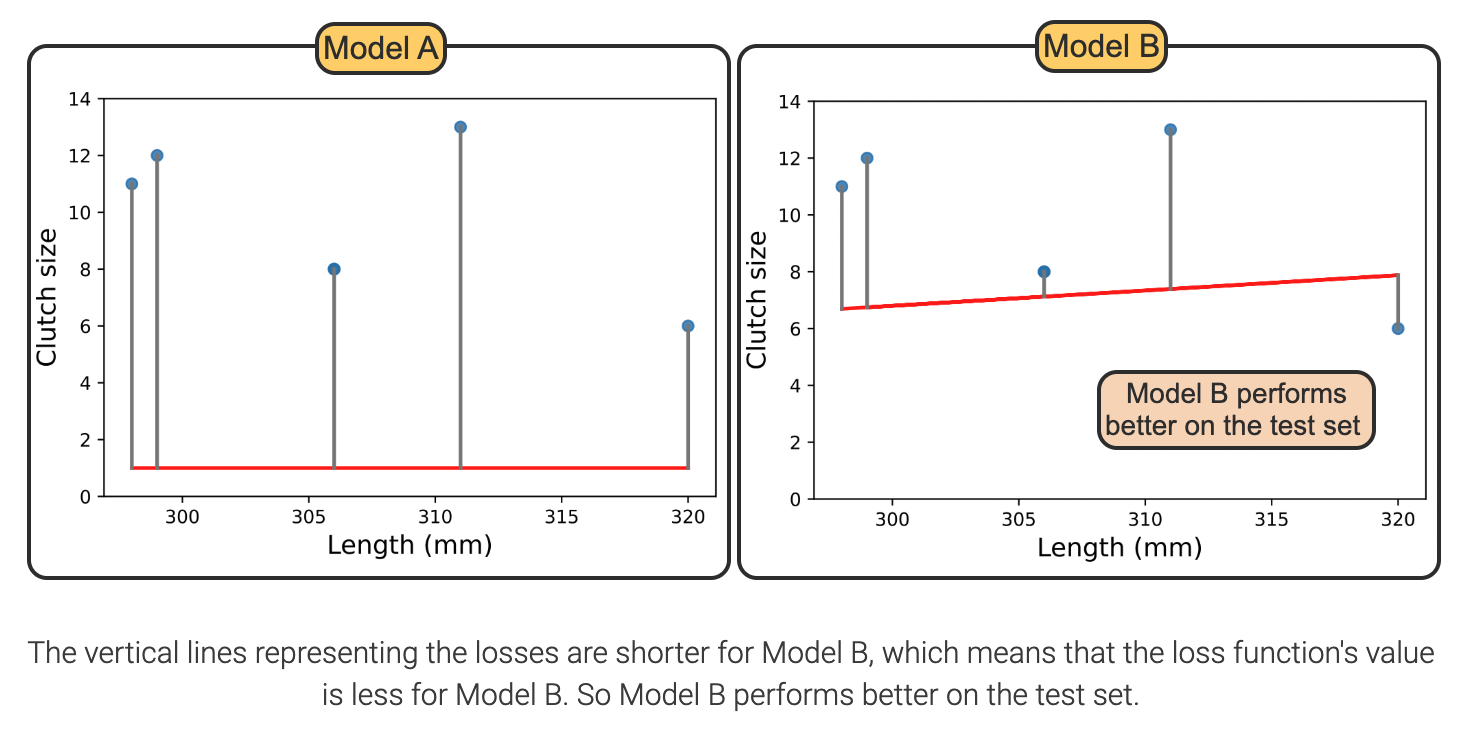 Model A
14
12
10
8
6
4
2
0
Clutch size
300 305 310 315 320
Length (mm)
Model B
14
12
10
8
6
4
2
0
Clutch size
Model B performs
better on the test set
300 305 310 315 320
Length (mm)
The vertical lines representing the losses are shorter for Model B, which means that the loss function's value
is less for Model B. So Model B performs better on the test set.